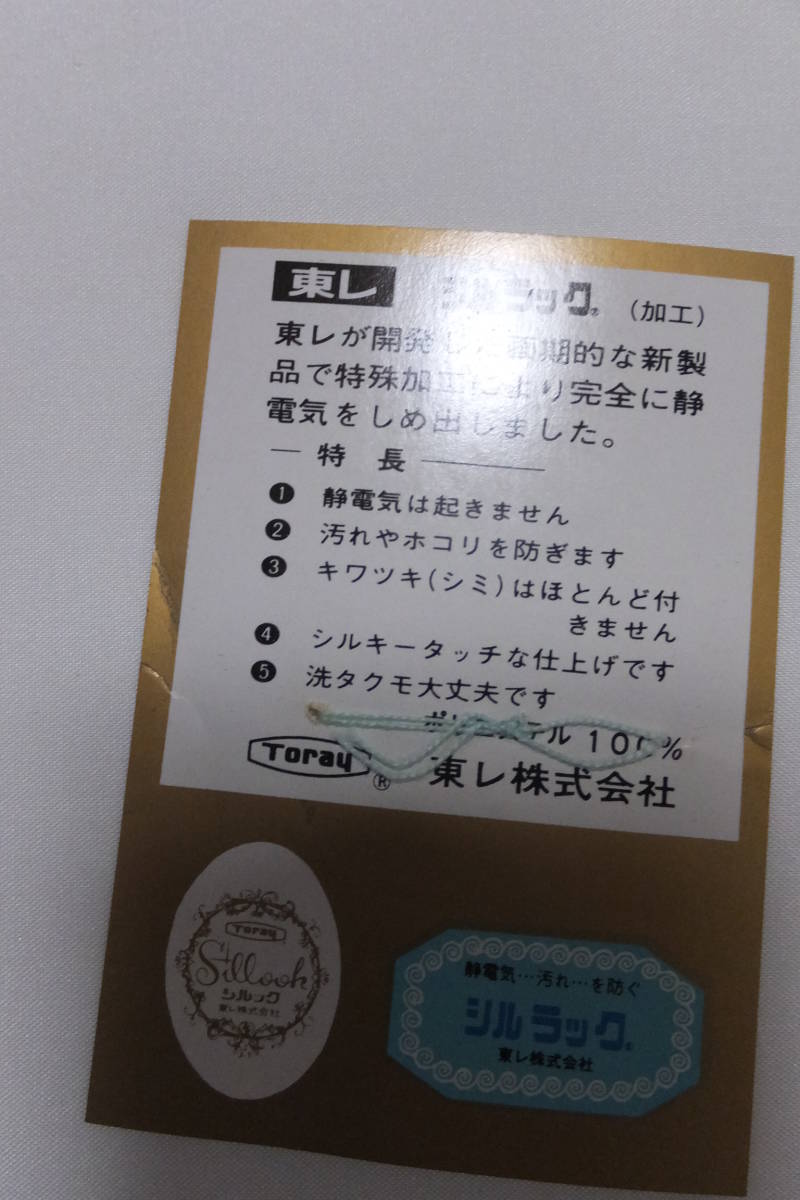 東レ シルラック® (加工)
東レが開発した画期的な新製
品で特殊加工により完全に静
電気をしめ出しました。
— 特 長 —
❶ 静電気は起きません
❷ 汚れやホコリを防ぎます
❸ キワツキ(シミ)はほとんど付
きません
❹ シルキータッチな仕上げです
❺ 洗タクモ大丈夫です
ポリエステル 100%
Toray® 東レ株式会社
Toray
Sillook
シルック
東レ株式会社
静電気…汚れ…を防ぐ
シルラック®
東レ株式会社